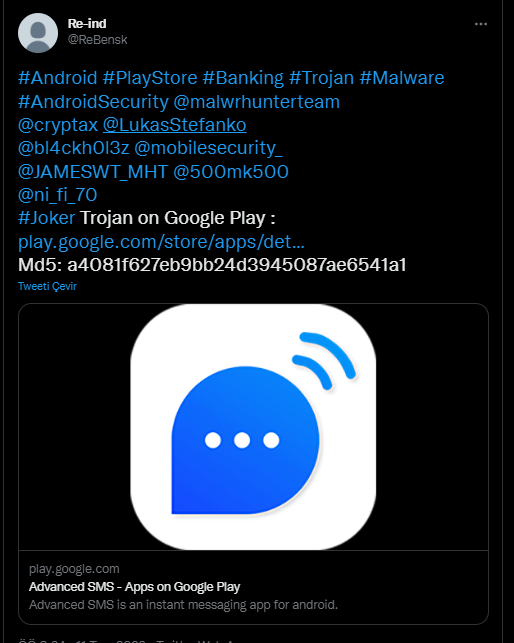 Re-ind
@ReBensk
#Android #PlayStore #Banking #Trojan #Malware
#AndroidSecurity @malwrhunterteam
@cryptax @LukasStefanko
@bl4ckh0l3z @mobilesecurity_
@JAMESWT_MHT @500mk500
@ni_fi_70
#Joker Trojan on Google Play :
play.google.com/store/apps/det...
Md5: a4081f627eb9bb24d3945087ae6541a1
Tweeti Çevir
play.google.com
Advanced SMS - Apps on Google Play
Advanced SMS is an instant messaging app for android.